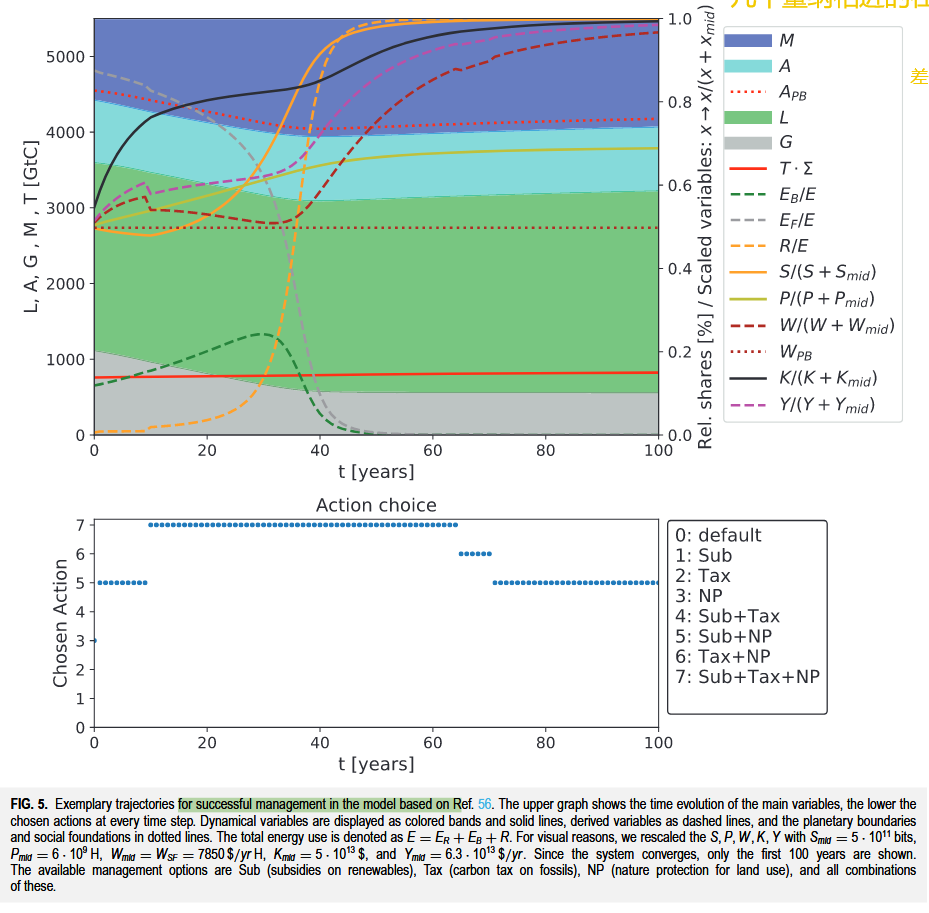 几个量纲相近的
差
5000
4000
3000
2000
1000
0
L, A, G , M , T [GtC]
0 20 40 60 80 100
t [years]
1.0
0.8
0.6
0.4
0.2
0.0
Rel. shares [%] / Scaled variables: x → x/(x + x_mid)
M
A
A_PB
L
G
T · Σ
E_B/E
E_F/E
R/E
S/(S + S_mid)
P/(P + P_mid)
W/(W + W_mid)
W_PB
K/(K + K_mid)
Y/(Y + Y_mid)
Action choice
7
6
5
4
3
2
1
0
Chosen Action
0 20 40 60 80 100
t [years]
0: default
1: Sub
2: Tax
3: NP
4: Sub+Tax
5: Sub+NP
6: Tax+NP
7: Sub+Tax+NP
FIG. 5. Exemplary trajectories for successful management in the model based on Ref. 56. The upper graph shows the time evolution of the main variables, the lower the
chosen actions at every time step. Dynamical variables are displayed as colored bands and solid lines, derived variables as dashed lines, and the planetary boundaries
and social foundations in dotted lines. The total energy use is denoted as E = E_R + E_B + R. For visual reasons, we rescaled the S, P, W, K, Y with S_mid = 5 · 10^11 bits,
P_mid = 6 · 10^9 H, W_mid = W_SF = 7850 $/yr H, K_mid = 5 · 10^13 $, and Y_mid = 6.3 · 10^13 $/yr. Since the system converges, only the first 100 years are shown.
The available management options are Sub (subsidies on renewables), Tax (carbon tax on fossils), NP (nature protection for land use), and all combinations
of these.